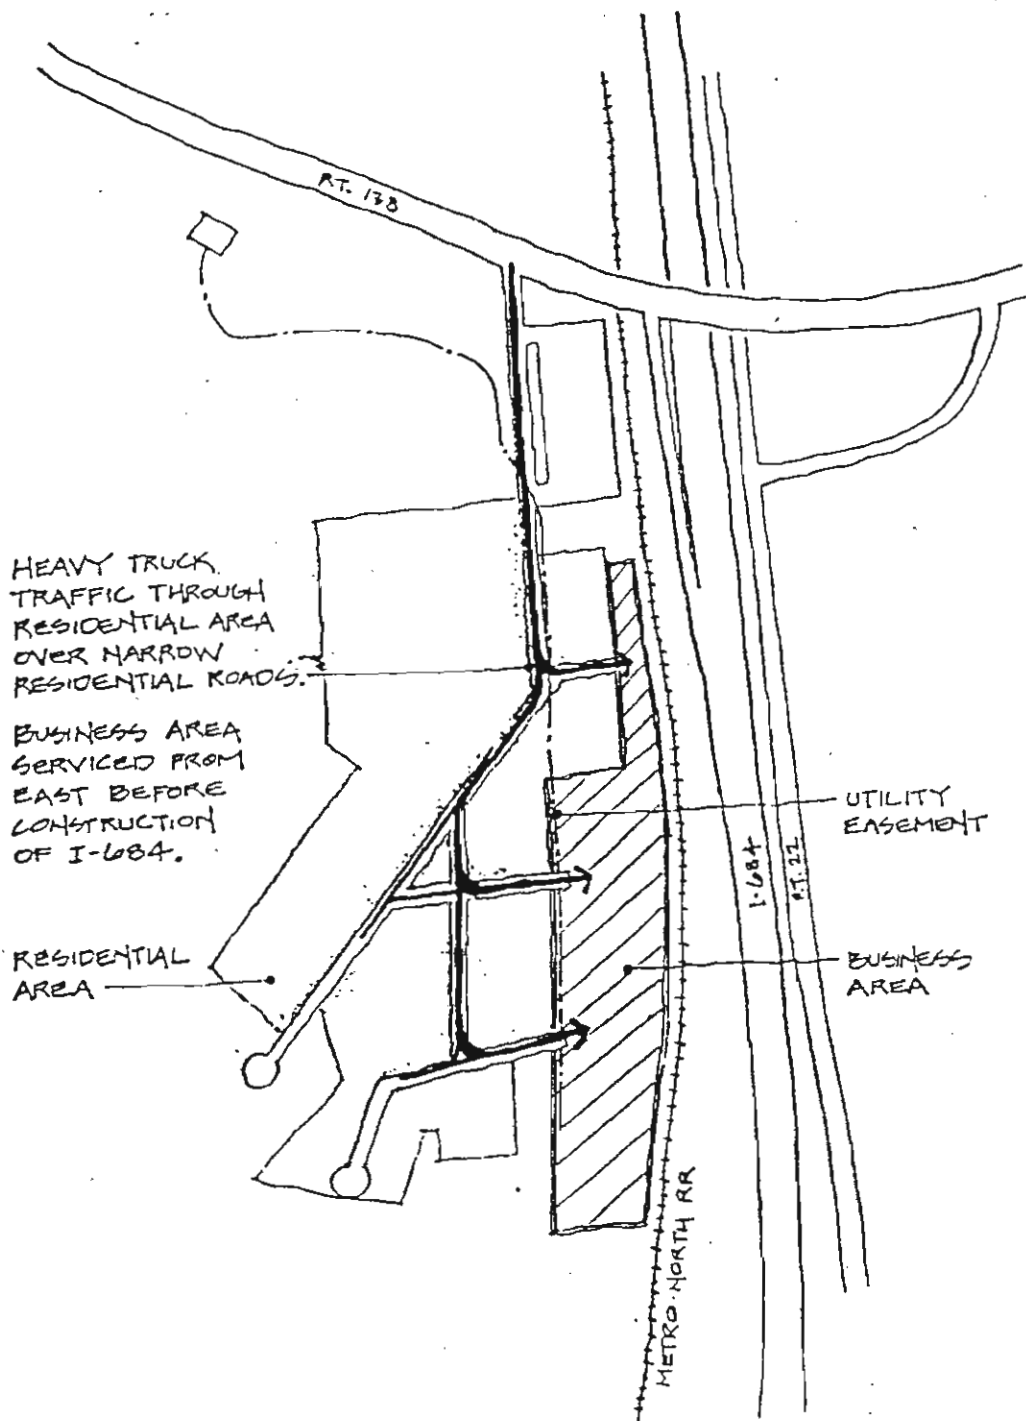 RT. 138
HEAVY TRUCK
TRAFFIC THROUGH
RESIDENTIAL AREA
OVER NARROW
RESIDENTIAL ROADS.
BUSINESS AREA
SERVICED FROM
EAST BEFORE
CONSTRUCTION
OF I-684.
UTILITY
EASEMENT
I-684
RT. 22
RESIDENTIAL
AREA
BUSINESS
AREA
METRO-NORTH RR